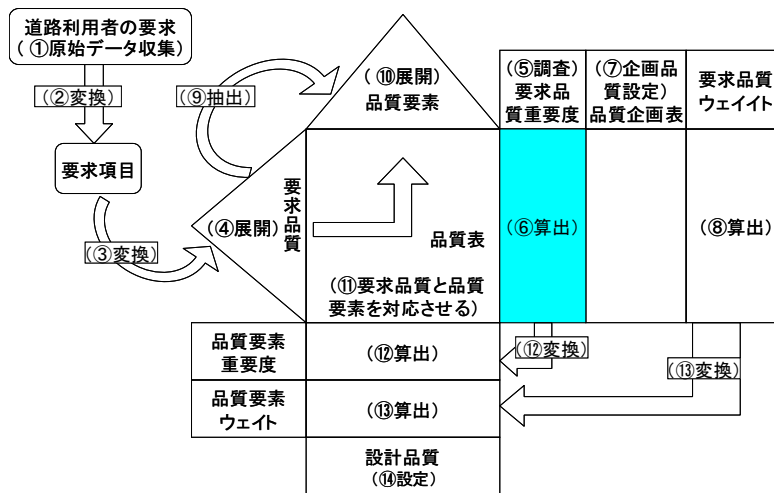 道路利用者の要求
(①原始データ収集)
(②変換)
要求項目
(③変換)
(④展開)
要求品質
(⑨抽出)
(⑩展開)
品質要素
(⑤調査)
要求品
質重要度
(⑦企画品
質設定)
品質企画表
要求品質
ウェイイト
品質表
(⑪要求品質と品質
要素を対応させる)
(⑥算出)
(⑧算出)
品質要素
重要度
(⑫算出)
(⑫変換)
(⑬変換)
品質要素
ウェイト
(⑬算出)
設計品質
(⑭設定)